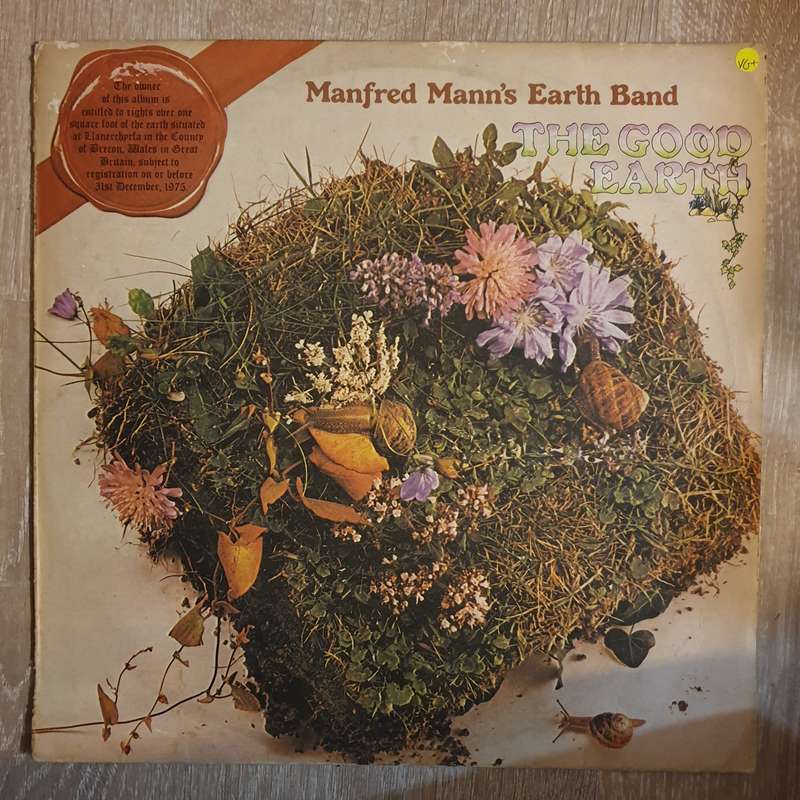 The owner
of this album is
entitled to rights over one
square foot of the earth situated
at Llanerchyrfa in the County
of Brecon, Wales in Great
Britain, subject to
registration on or before
31st December, 1975.
Manfred Mann's Earth Band
THE GOOD
EARTH
VG+